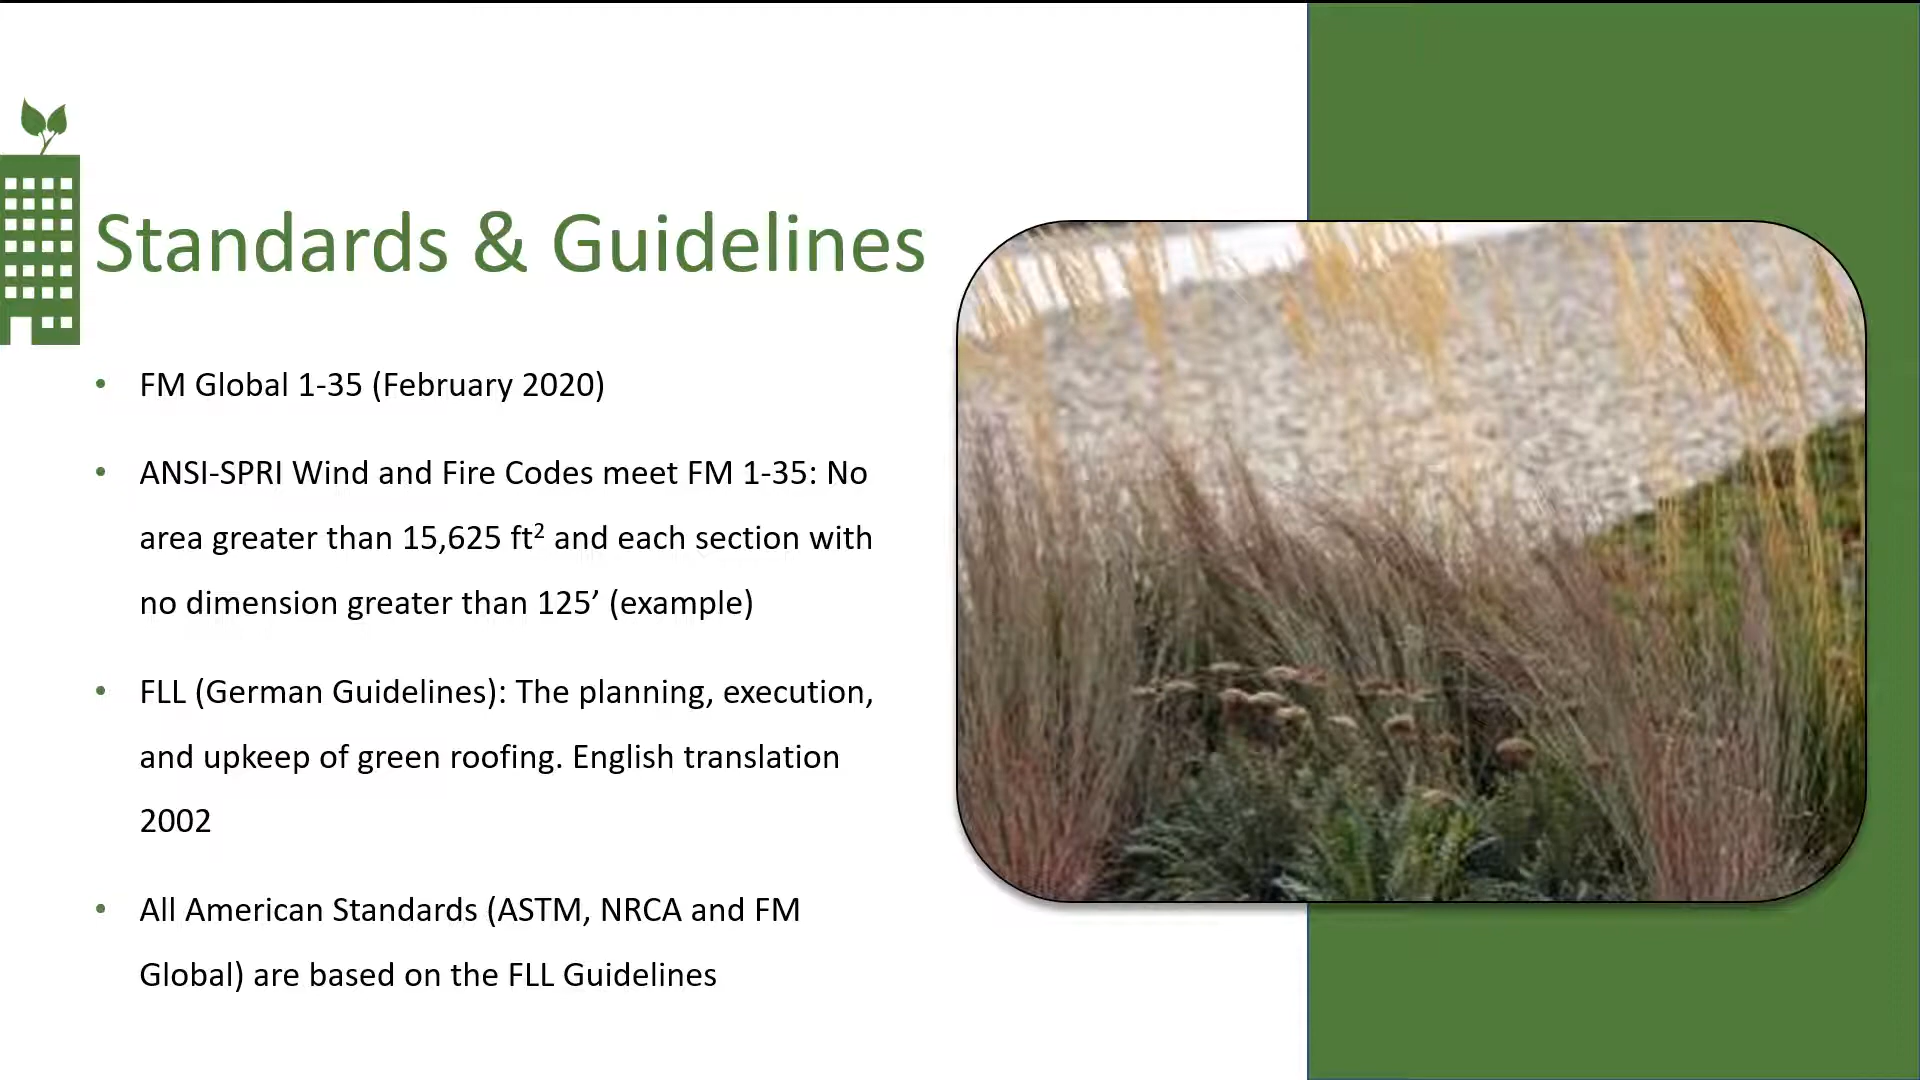 Standards & Guidelines
• FM Global 1-35 (February 2020)
• ANSI-SPRI Wind and Fire Codes meet FM 1-35: No
area greater than 15,625 ft² and each section with
no dimension greater than 125’ (example)
• FLL (German Guidelines): The planning, execution,
and upkeep of green roofing. English translation
2002
• All American Standards (ASTM, NRCA and FM
Global) are based on the FLL Guidelines